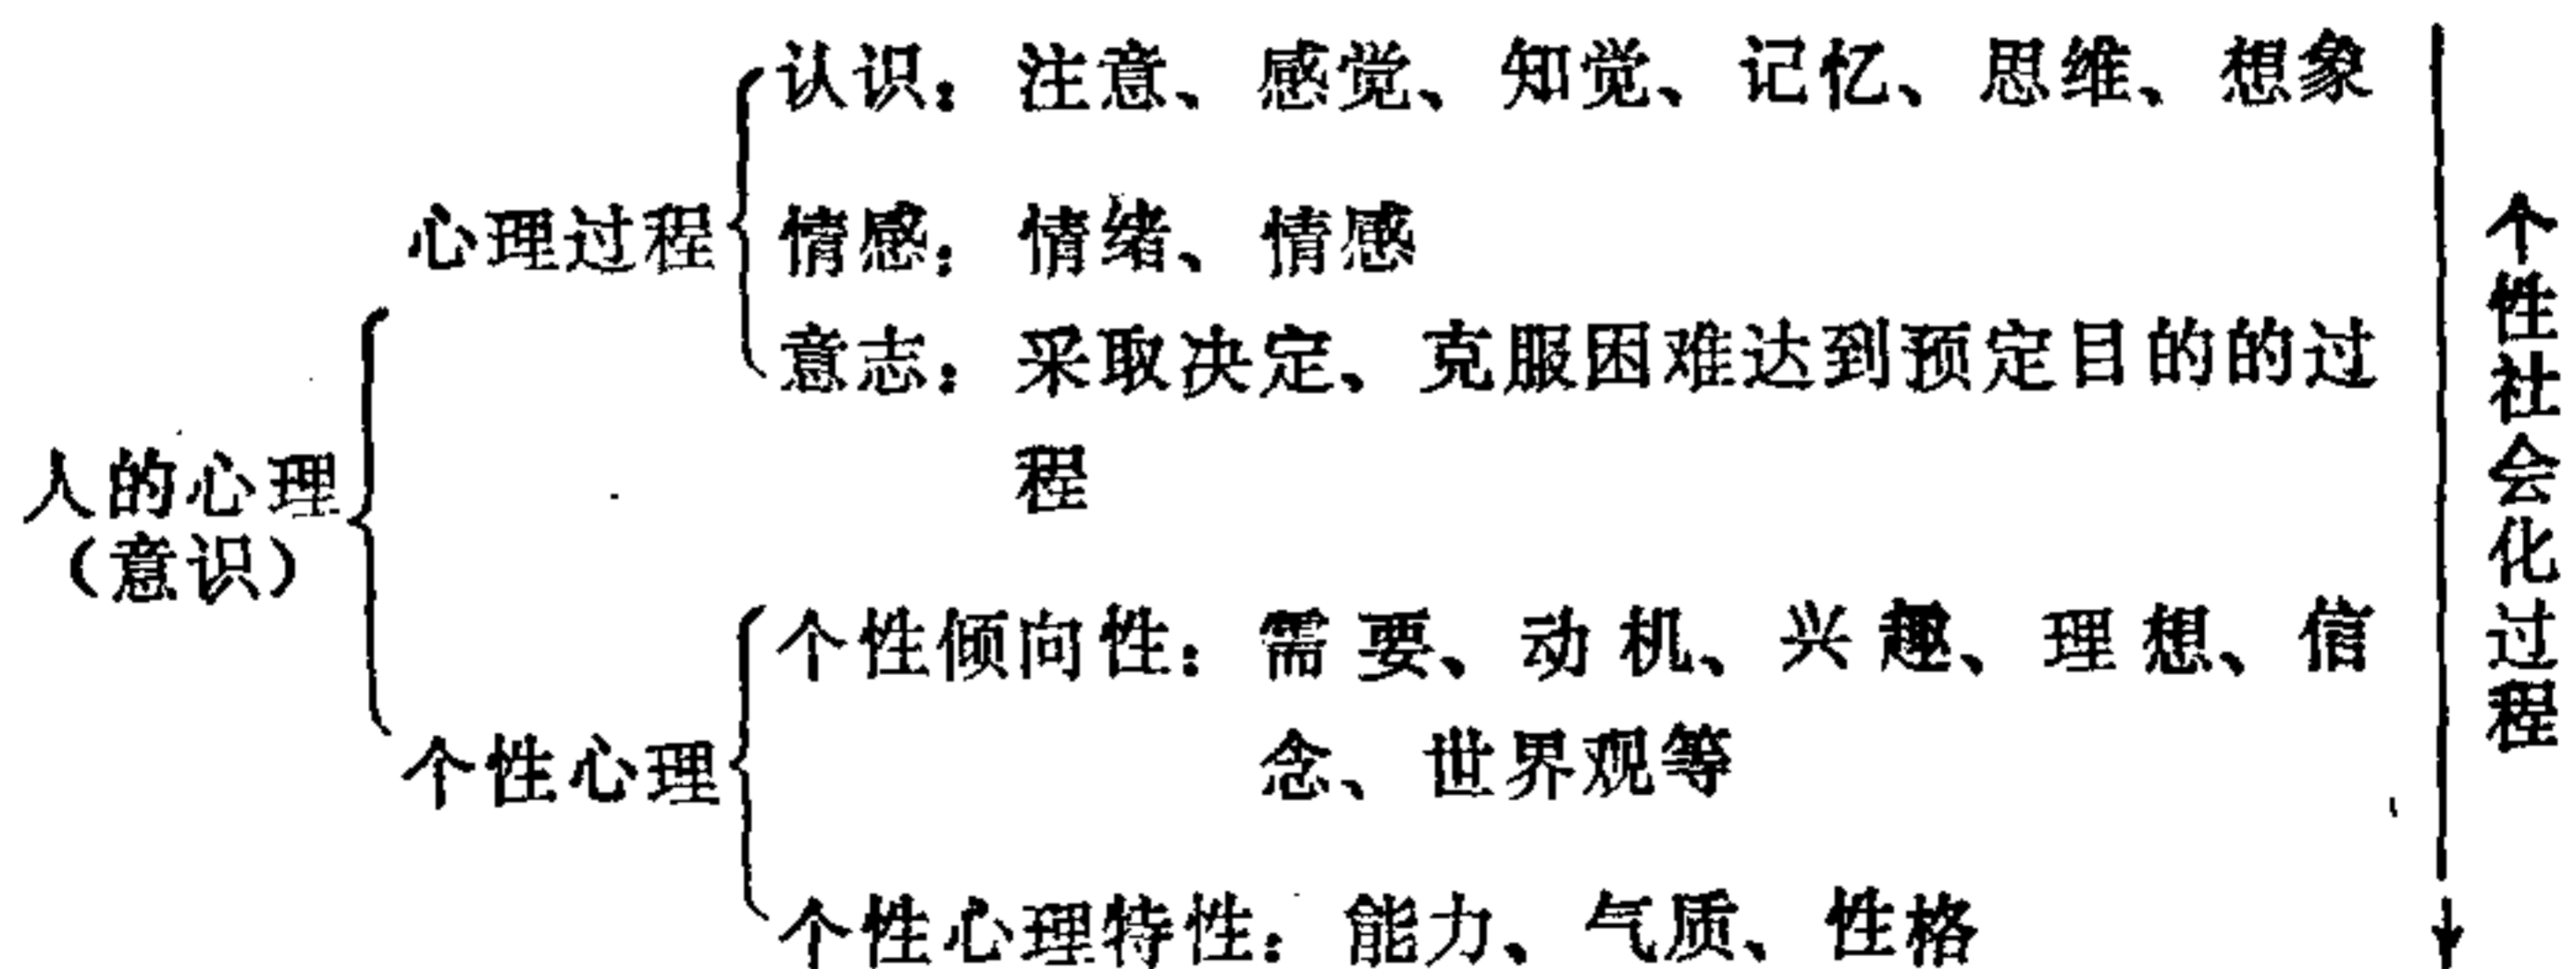 认识：注意、感觉、知觉、记忆、思维、想象
心理过程
情感：情绪、情感
意志：采取决定、克服困难达到预定目的的过
程
人的心理
（意识）
个性倾向性：需要、动机、兴趣、理想、信
念、世界观等
个性心理
个性心理特性：能力、气质、性格
个性社会化过程